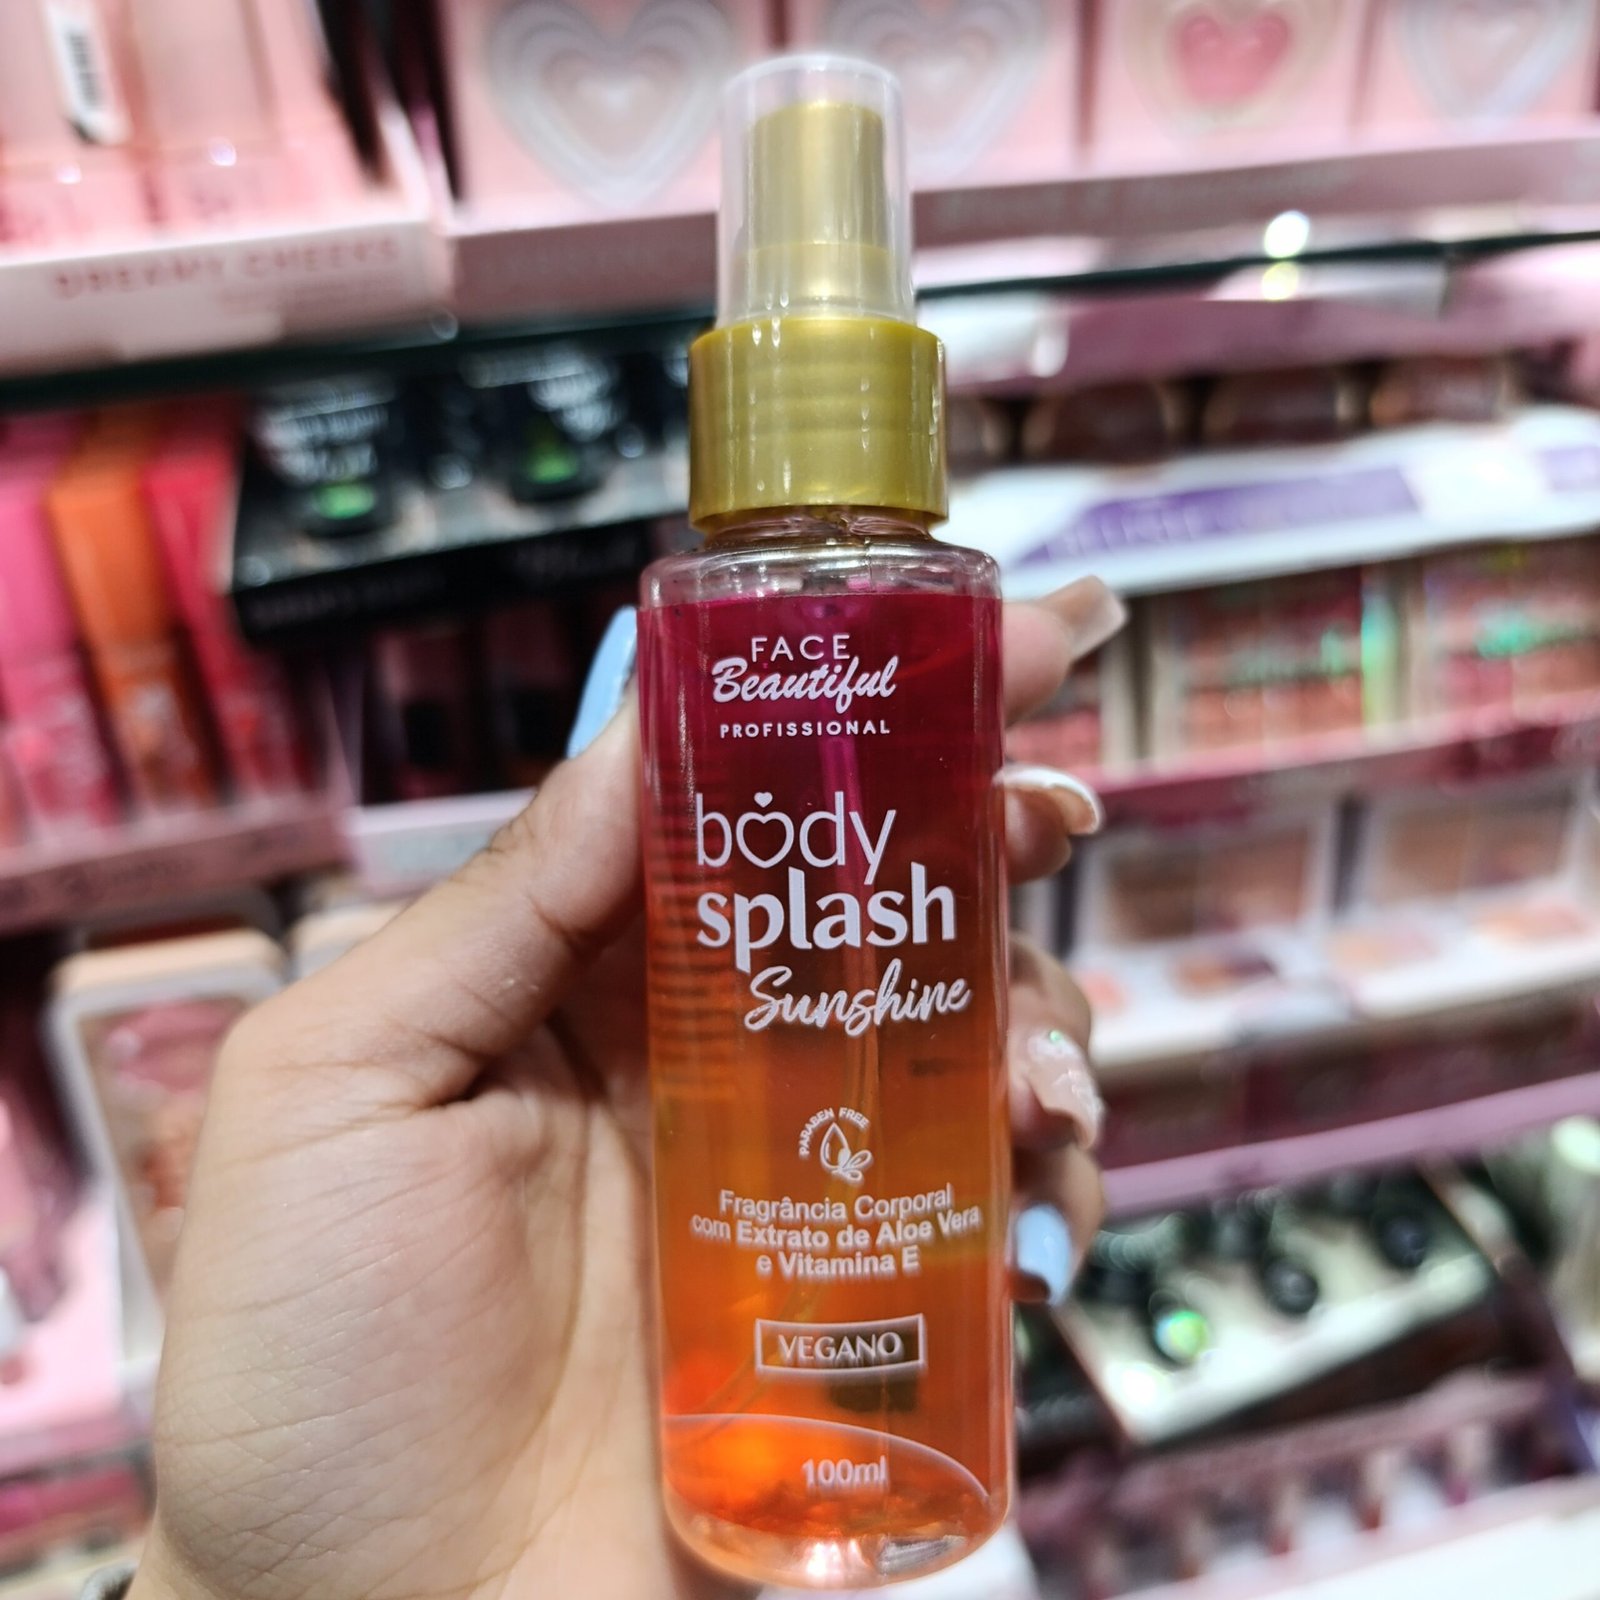 DREAMY CHEEKS
FACE
Beautiful
PROFISSIONAL
body
splash
Sunshine
PARABEN FREE
Fragrância Corporal
com Extrato de Aloe Vera
e Vitamina E
VEGANO
100ml